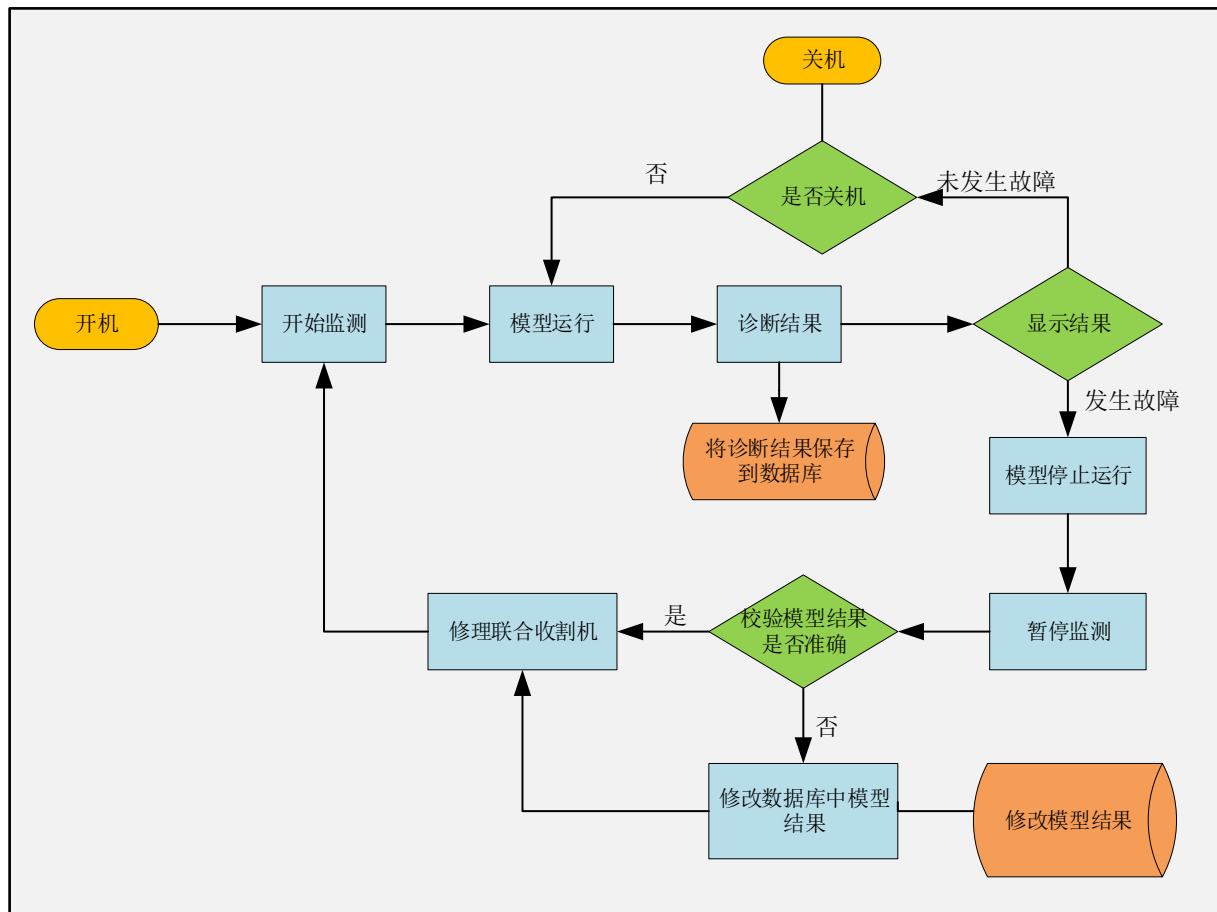 关机
否
未发生故障
是否关机
开机
开始监测
模型运行
诊断结果
显示结果
发生故障
将诊断结果保存
到数据库
模型停止运行
修理联合收割机
是
校验模型结果
是否准确
暂停监测
否
修改数据库中模型
结果
修改模型结果